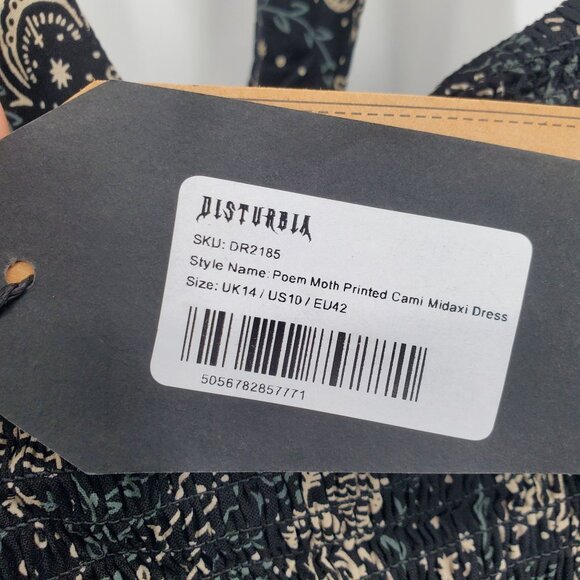 DISTURBIA
SKU: DR2185
Style Name: Poem Moth Printed Cami Midaxi Dress
Size: UK14 / US10 / EU42
5056782857771